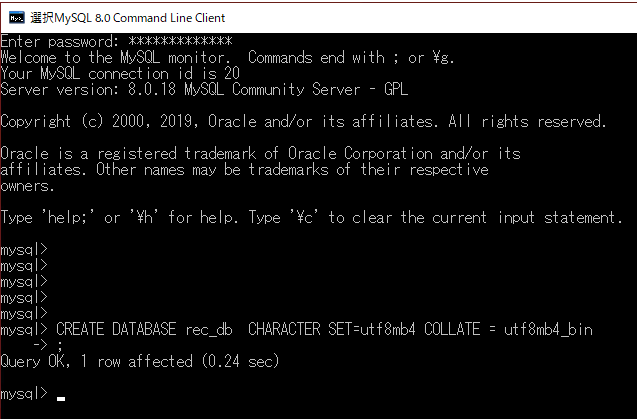 選択MySQL 8.0 Command Line Client
Enter password: *************
Welcome to the MySQL monitor.  Commands end with ; or ¥g.
Your MySQL connection id is 20
Server version: 8.0.18 MySQL Community Server - GPL
Copyright (c) 2000, 2019, Oracle and/or its affiliates. All rights reserved.
Oracle is a registered trademark of Oracle Corporation and/or its
affiliates. Other names may be trademarks of their respective
owners.
Type 'help;' or '¥h' for help. Type '¥c' to clear the current input statement.
mysql>
mysql>
mysql>
mysql>
mysql>
mysql> CREATE DATABASE rec_db  CHARACTER SET=utf8mb4 COLLATE = utf8mb4_bin
    -> ;
Query OK, 1 row affected (0.24 sec)
mysql> _